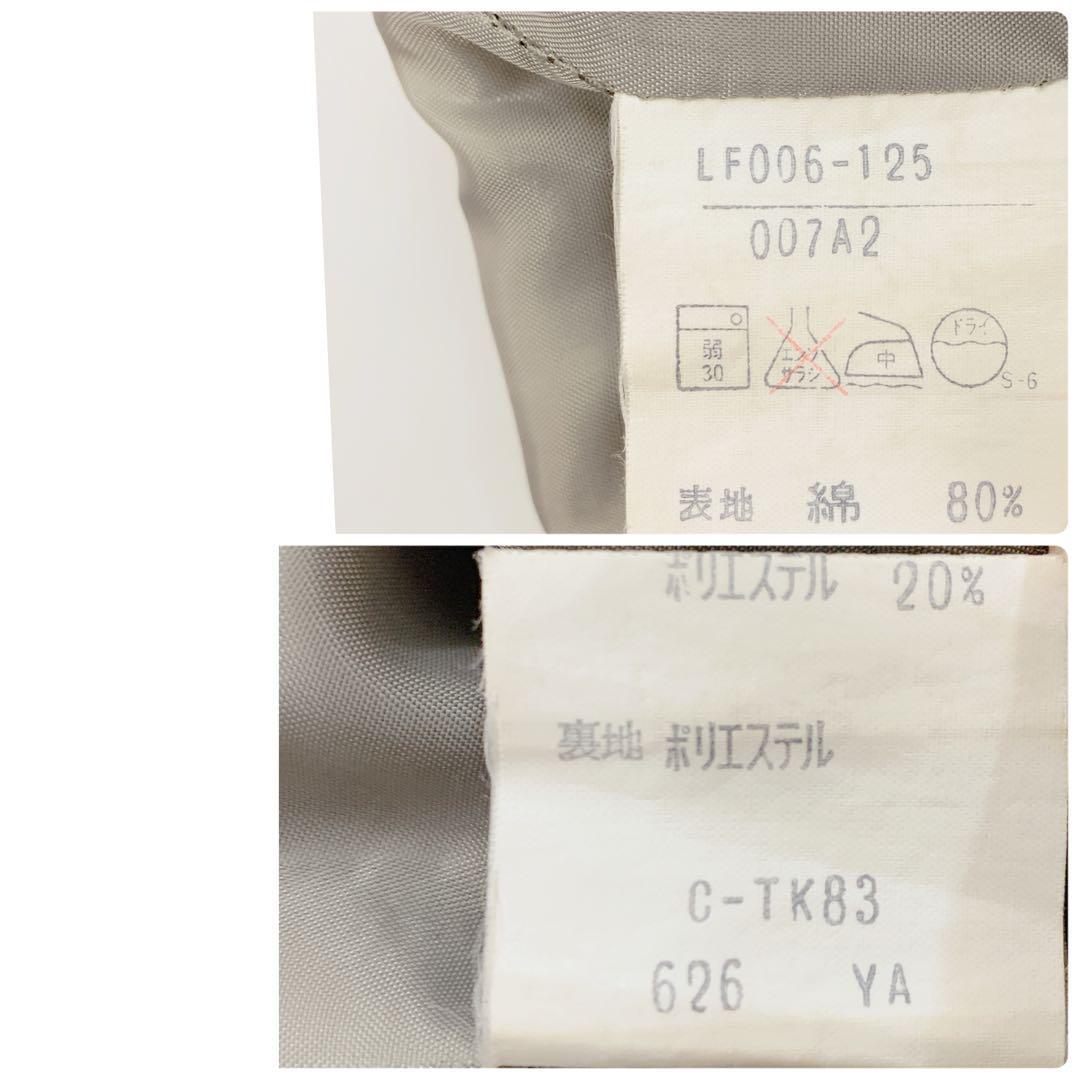 LF006-125
007A2
弱 30
エンソ サラシ
中
ドライ
S-6
表地 綿 80%
ポリエステル 20%
裏地 ポリエステル
C-TK83
626 YA